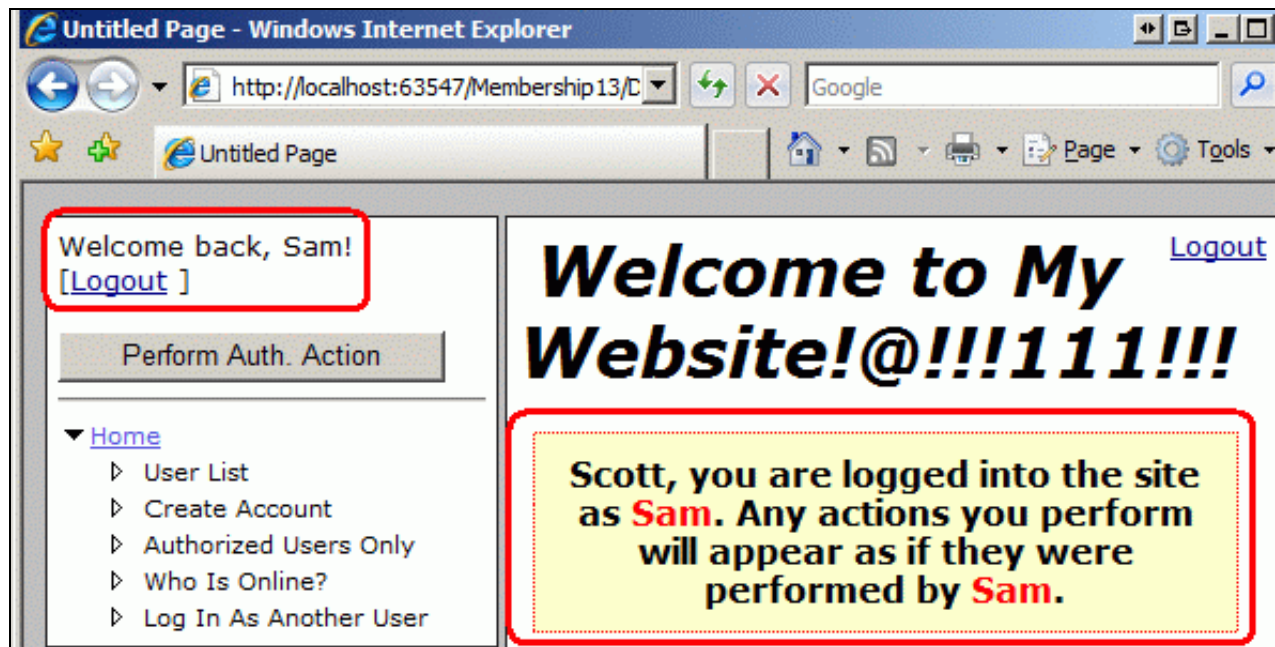 Untitled Page - Windows Internet Explorer
http://localhost:63547/Membership13/D
Google
Untitled Page
Page
Tools
Welcome back, Sam!
[Logout ]
Perform Auth. Action
Home
User List
Create Account
Authorized Users Only
Who Is Online?
Log In As Another User
Logout
Welcome to My
Website!@!!!111!!!
Scott, you are logged into the site
as Sam. Any actions you perform
will appear as if they were
performed by Sam.